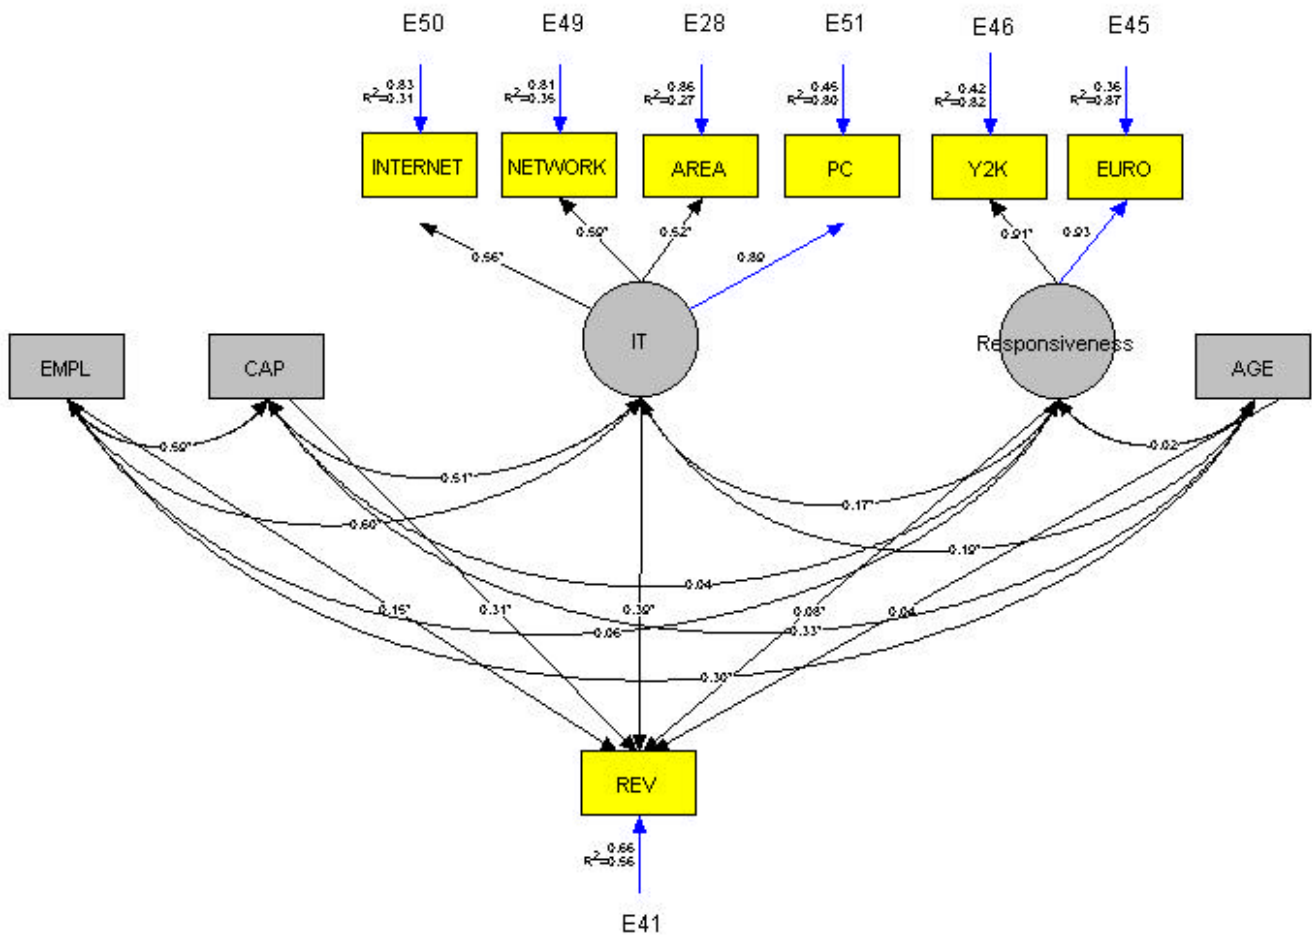 E50 E49 E28 E51 E46 E45
0.83 0.81 0.86 0.45 0.42 0.36
R2=0.31 R2=0.35 R2=0.27 R2=0.80 R2=0.82 R2=0.87
INTERNET NETWORK AREA PC Y2K EURO
0.56* 0.59* 0.52* 0.89 0.91* 0.93
EMPL CAP IT Responsiveness AGE
0.59* 0.51* 0.02
0.60* 0.17*
0.19*
0.04
0.15* 0.31* 0.39* 0.08* 0.04
0.06 0.33*
0.30*
REV
0.66
R2=0.56
E41